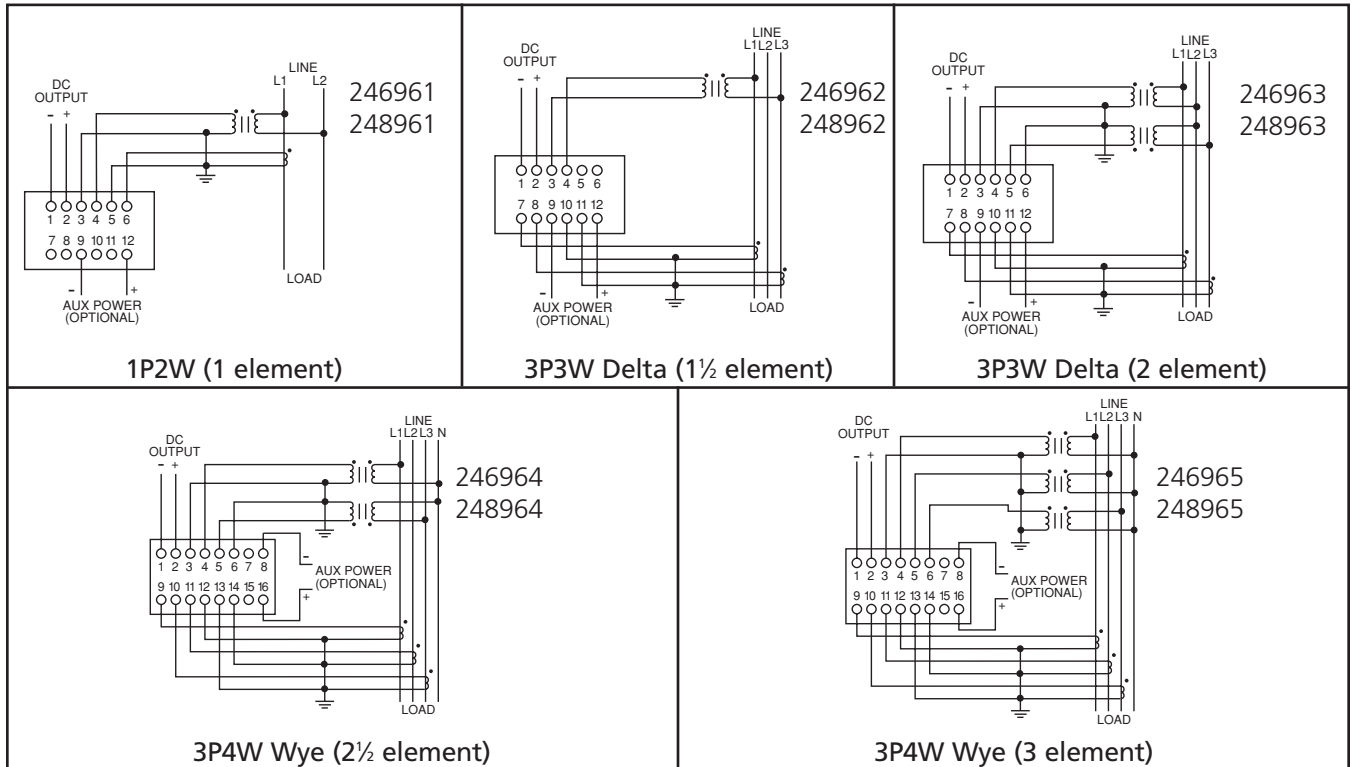 DC
OUTPUT
- +
LINE
L1 L2
246961
248961
1 2 3 4 5 6
7 8 9 10 11 12
- +
AUX POWER
(OPTIONAL)
LOAD
1P2W (1 element)
DC
OUTPUT
- +
LINE
L1 L2 L3
246962
248962
1 2 3 4 5 6
7 8 9 10 11 12
- +
AUX POWER
(OPTIONAL)
LOAD
3P3W Delta (1½ element)
DC
OUTPUT
- +
LINE
L1 L2 L3
246963
248963
1 2 3 4 5 6
7 8 9 10 11 12
- +
AUX POWER
(OPTIONAL)
LOAD
3P3W Delta (2 element)
DC
OUTPUT
- +
LINE
L1 L2 L3 N
246964
248964
1 2 3 4 5 6 7 8
9 10 11 12 13 14 15 16
-
AUX POWER
(OPTIONAL)
+
LOAD
3P4W Wye (2½ element)
DC
OUTPUT
- +
LINE
L1 L2 L3 N
246965
248965
1 2 3 4 5 6 7 8
9 10 11 12 13 14 15 16
-
AUX POWER
(OPTIONAL)
+
LOAD
3P4W Wye (3 element)